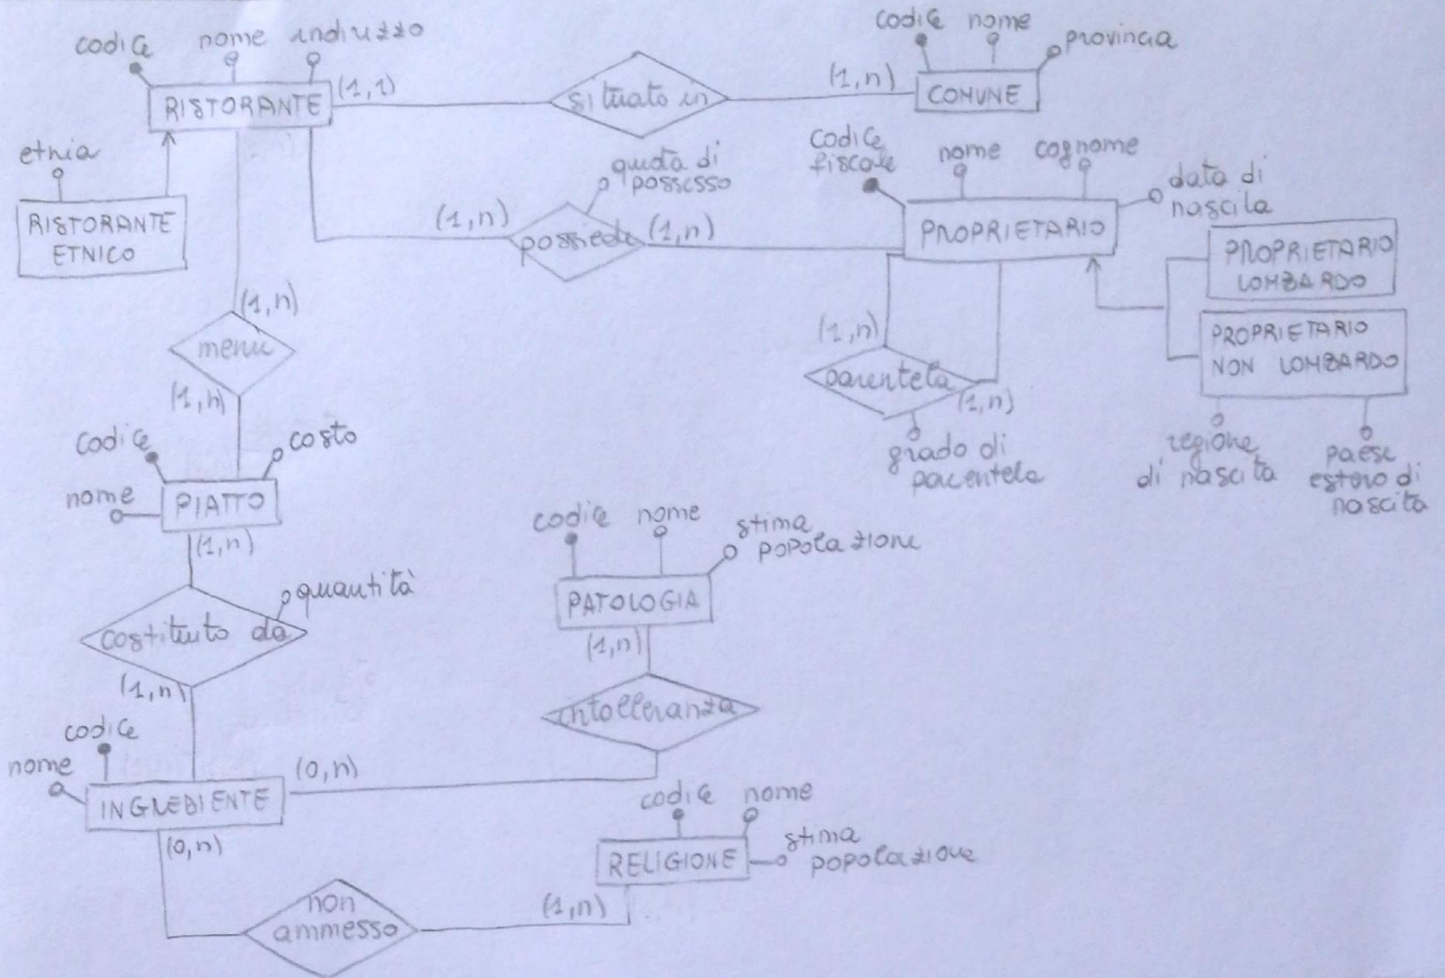 codice nome indirizzo
RISTORANTE
(1,1)
situato in
(1,n)
codice nome provincia
COMUNE
etnia
RISTORANTE
ETNICO
quota di
possesso
(1,n)
possiede
(1,n)
codice
fiscale
nome
cognome
data di
nascita
PROPRIETARIO
PROPRIETARIO
LOMBARDO
PROPRIETARIO
NON LOMBARDO
regione
di nascita
paese
estero di
nascita
(1,n)
parentela
(1,n)
grado di
parentela
(1,n)
menu
(1,n)
codice
costo
nome
PIATTO
(1,n)
quantità
costituito da
(1,n)
codice nome stima
popolazione
PATOLOGIA
(1,n)
intolleranza
codice
nome
INGREDIENTE
(0,n)
(0,n)
codice nome
stima
popolazione
RELIGIONE
(1,n)
non
ammesso